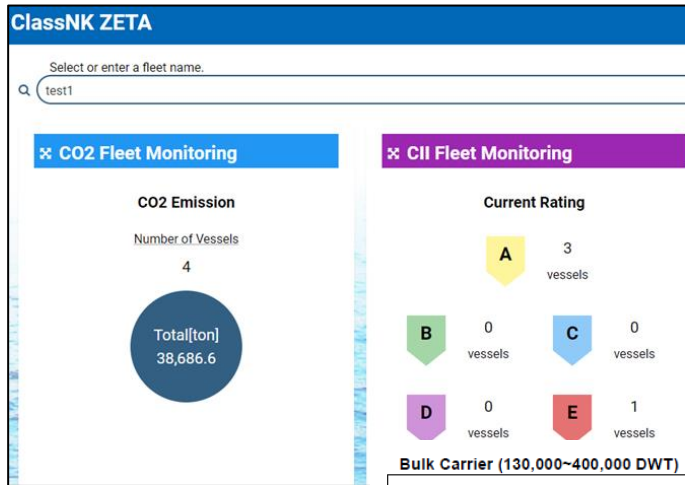 ClassNK ZETA
Select or enter a fleet name.
test1
CO2 Fleet Monitoring
CO2 Emission
Number of Vessels
4
Total[ton]
38,686.6
CII Fleet Monitoring
Current Rating
A 3
vessels
B 0
vessels
C 0
vessels
D 0
vessels
E 1
vessels
Bulk Carrier (130,000~400,000 DWT)